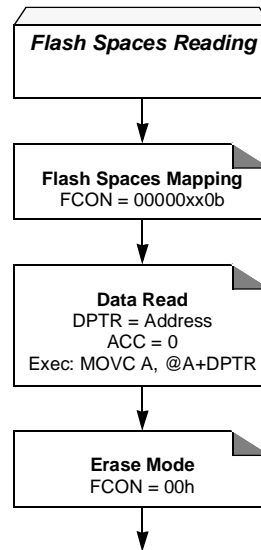 Flash Spaces Reading
Flash Spaces Mapping
FCON = 00000xx0b
Data Read
DPTR = Address
ACC = 0
Exec: MOVC A, @A+DPTR
Erase Mode
FCON = 00h